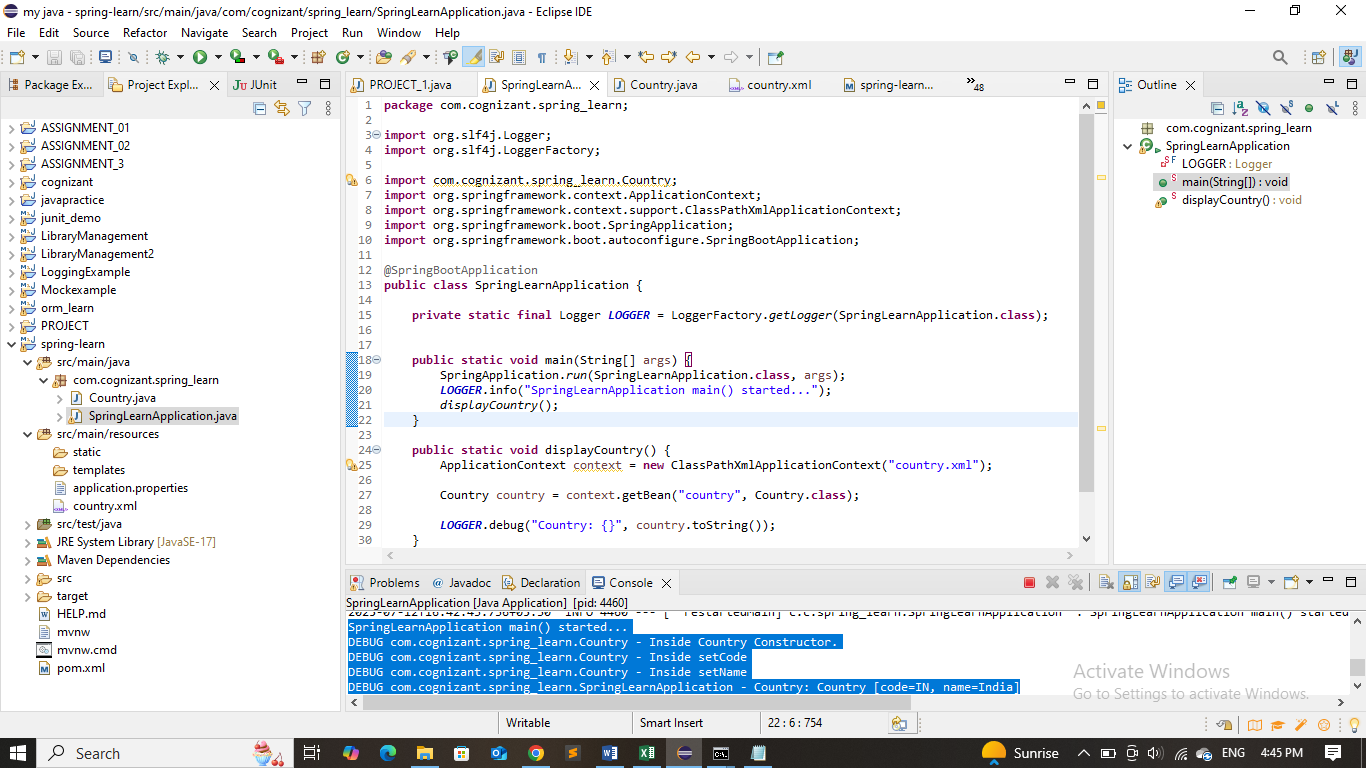 my java - spring-learn/src/main/java/com/cognizant/spring_learn/SpringLearnApplication.java - Eclipse IDE
File Edit Source Refactor Navigate Search Project Run Window Help
Package Ex... Project Expl... JUnit
ASSIGNMENT_01
ASSIGNMENT_02
ASSIGNMENT_3
cognizant
javapractice
junit_demo
LibraryManagement
LibraryManagement2
LoggingExample
Mockexample
orm_learn
PROJECT
spring-learn
src/main/java
com.cognizant.spring_learn
Country.java
SpringLearnApplication.java
src/main/resources
static
templates
application.properties
country.xml
src/test/java
JRE System Library [JavaSE-17]
Maven Dependencies
src
target
HELP.md
mvnw
mvnw.cmd
pom.xml
PROJECT_1.java SpringLearnA... Country.java country.xml spring-learn... »48
1 package com.cognizant.spring_learn;
2
3 import org.slf4j.Logger;
4 import org.slf4j.LoggerFactory;
5
6 import com.cognizant.spring_learn.Country;
7 import org.springframework.context.ApplicationContext;
8 import org.springframework.context.support.ClassPathXmlApplicationContext;
9 import org.springframework.boot.SpringApplication;
10 import org.springframework.boot.autoconfigure.SpringBootApplication;
11
12 @SpringBootApplication
13 public class SpringLearnApplication {
14
15 private static final Logger LOGGER = LoggerFactory.getLogger(SpringLearnApplication.class);
16
17
18 public static void main(String[] args) {
19 SpringApplication.run(SpringLearnApplication.class, args);
20 LOGGER.info("SpringLearnApplication main() started...");
21 displayCountry();
22 }
23
24 public static void displayCountry() {
25 ApplicationContext context = new ClassPathXmlApplicationContext("country.xml");
26
27 Country country = context.getBean("country", Country.class);
28
29 LOGGER.debug("Country: {}", country.toString());
30 }
Outline
com.cognizant.spring_learn
SpringLearnApplication
LOGGER : Logger
main(String[]) : void
displayCountry() : void
Problems Javadoc Declaration Console
SpringLearnApplication [Java Application] [pid: 4460]
SpringLearnApplication main() started
SpringLearnApplication main() started...
DEBUG com.cognizant.spring_learn.Country - Inside Country Constructor.
DEBUG com.cognizant.spring_learn.Country - Inside setCode
DEBUG com.cognizant.spring_learn.Country - Inside setName
DEBUG com.cognizant.spring_learn.SpringLearnApplication - Country: Country [code=IN, name=India]
Activate Windows
Go to Settings to activate Windows.
Writable Smart Insert 22 : 6 : 754
Search Sunrise ENG 4:45 PM